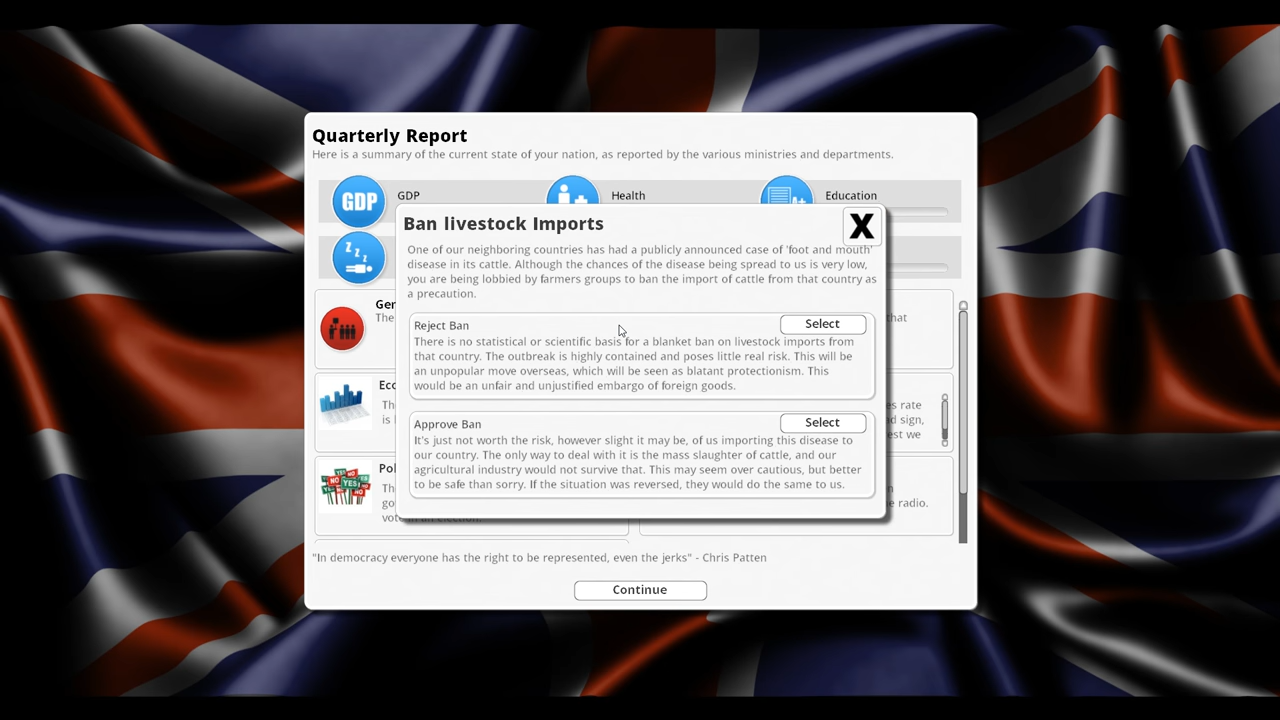 Quarterly Report
Here is a summary of the current state of your nation, as reported by the various ministries and departments.
GDP
GDP
Health
Education
A+
Z Z Z
Ban livestock Imports
X
One of our neighboring countries has had a publicly announced case of 'foot and mouth'
disease in its cattle. Although the chances of the disease being spread to us is very low,
you are being lobbied by farmers groups to ban the import of cattle from that country as
a precaution.
Reject Ban
Select
There is no statistical or scientific basis for a blanket ban on livestock imports from
that country. The outbreak is highly contained and poses little real risk. This will be
an unpopular move overseas, which will be seen as blatant protectionism. This
would be an unfair and unjustified embargo of foreign goods.
Approve Ban
Select
It's just not worth the risk, however slight it may be, of us importing this disease to
our country. The only way to deal with it is the mass slaughter of cattle, and our
agricultural industry would not survive that. This may seem over cautious, but better
to be safe than sorry. If the situation was reversed, they would do the same to us.
that
rate
sign,
we
NO YES! NO
radio.
"In democracy everyone has the right to be represented, even the jerks" - Chris Patten
Continue